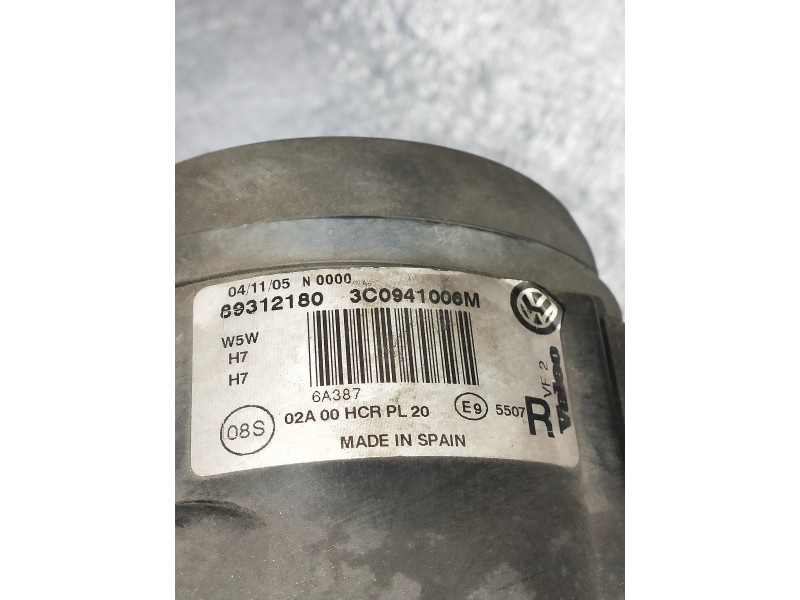 04/11/05 N 0000
89312180 3C0941006M
W5W
H7
H7
6A387
08S
02A 00 HCR PL 20
E9 5507
MADE IN SPAIN
R
VF 2
Valeo